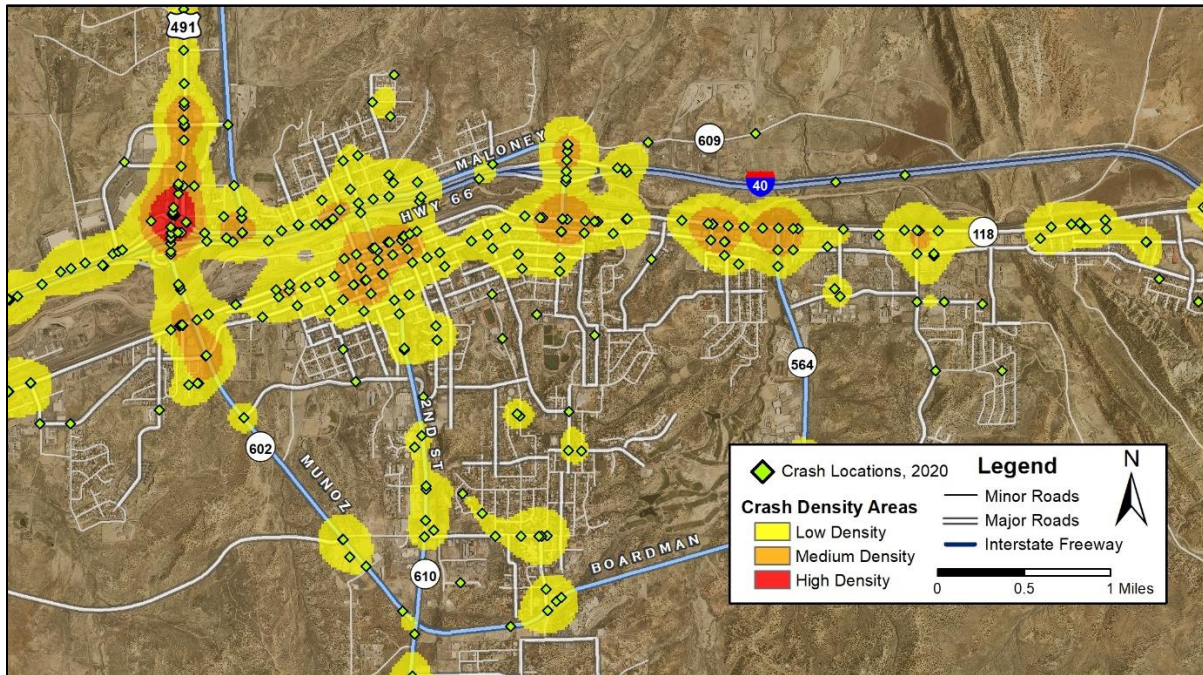 491
MALONEY
609
HWY 66
40
118
564
2ND ST
602
MUNOZ
BOARDMAN
610
Crash Locations, 2020
Crash Density Areas
Low Density
Medium Density
High Density
Legend
Minor Roads
Major Roads
Interstate Freeway
N
0 0.5 1 Miles